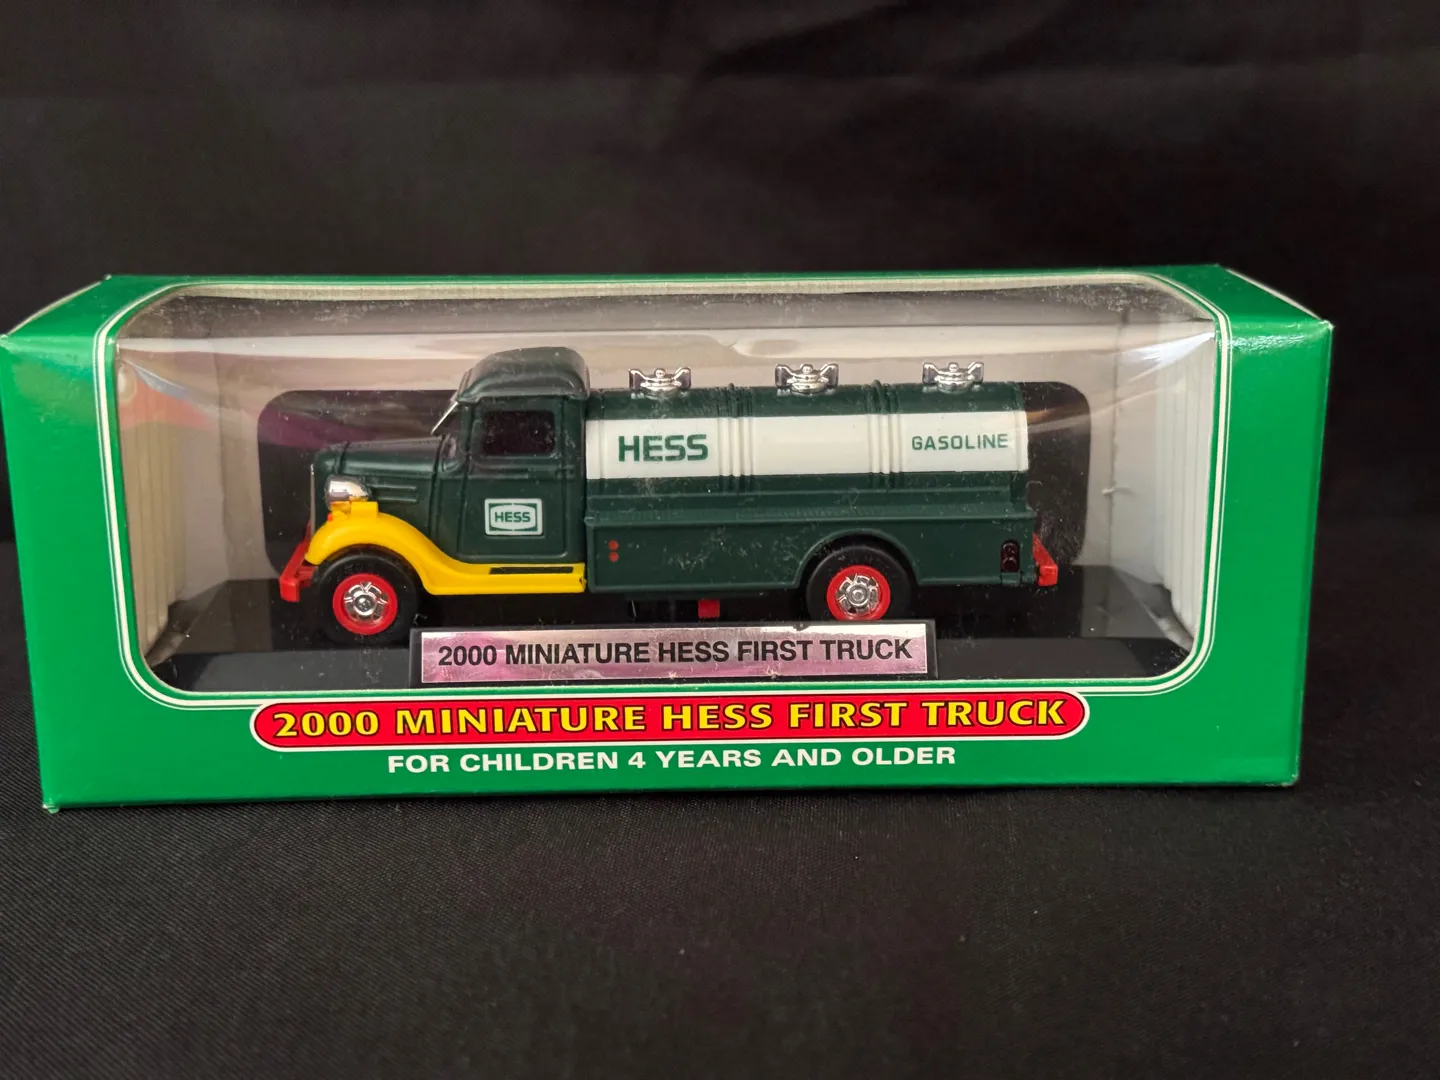 HESS
GASOLINE
HESS
2000 MINIATURE HESS FIRST TRUCK
2000 MINIATURE HESS FIRST TRUCK
FOR CHILDREN 4 YEARS AND OLDER